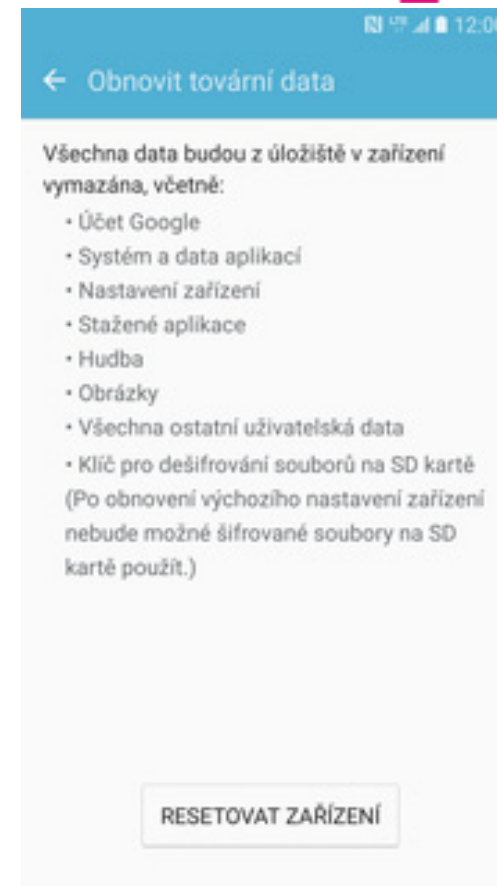 12:00
Obnovit tovární data
Všechna data budou z úložiště v zařízení
vymazána, včetně:
• Účet Google
• Systém a data aplikací
• Nastavení zařízení
• Stažené aplikace
• Hudba
• Obrázky
• Všechna ostatní uživatelská data
• Klíč pro dešifrování souborů na SD kartě
(Po obnovení výchozího nastavení zařízení
nebude možné šifrované soubory na SD
kartě použít.)
RESETOVAT ZAŘÍZENÍ